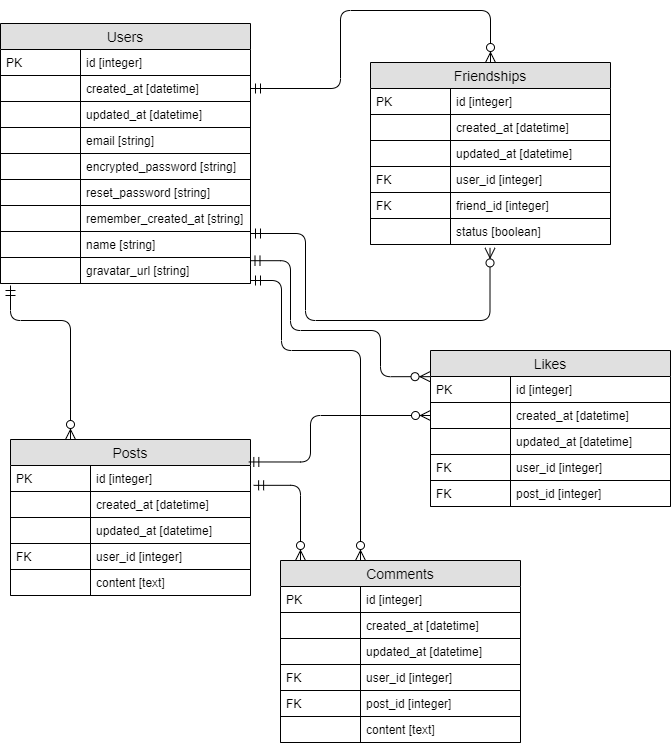 Users
PK id [integer]
created_at [datetime]
updated_at [datetime]
email [string]
encrypted_password [string]
reset_password [string]
remember_created_at [string]
name [string]
gravatar_url [string]
Friendships
PK id [integer]
created_at [datetime]
updated_at [datetime]
FK user_id [integer]
FK friend_id [integer]
status [boolean]
Likes
PK id [integer]
created_at [datetime]
updated_at [datetime]
FK user_id [integer]
FK post_id [integer]
Posts
PK id [integer]
created_at [datetime]
updated_at [datetime]
FK user_id [integer]
content [text]
Comments
PK id [integer]
created_at [datetime]
updated_at [datetime]
FK user_id [integer]
FK post_id [integer]
content [text]